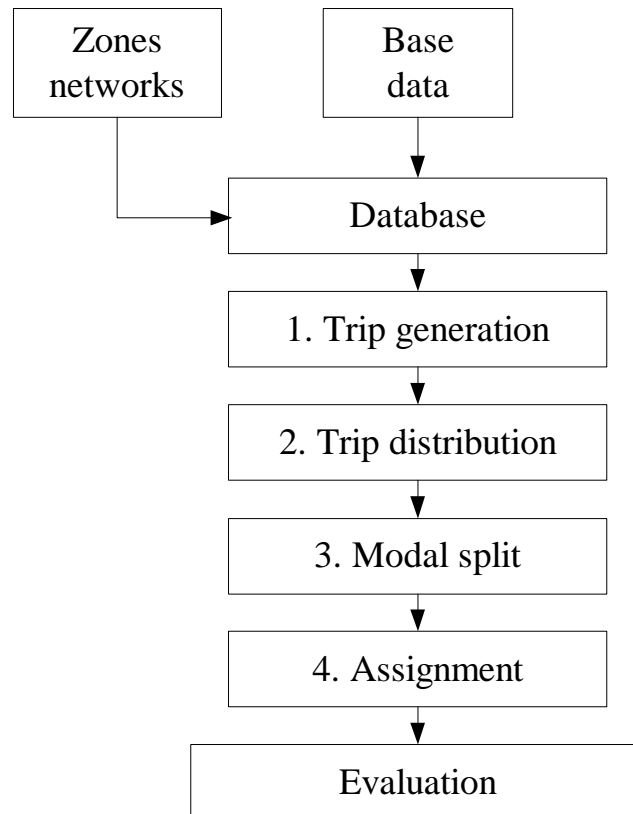 Zones
networks
Base
data
Database
1. Trip generation
2. Trip distribution
3. Modal split
4. Assignment
Evaluation